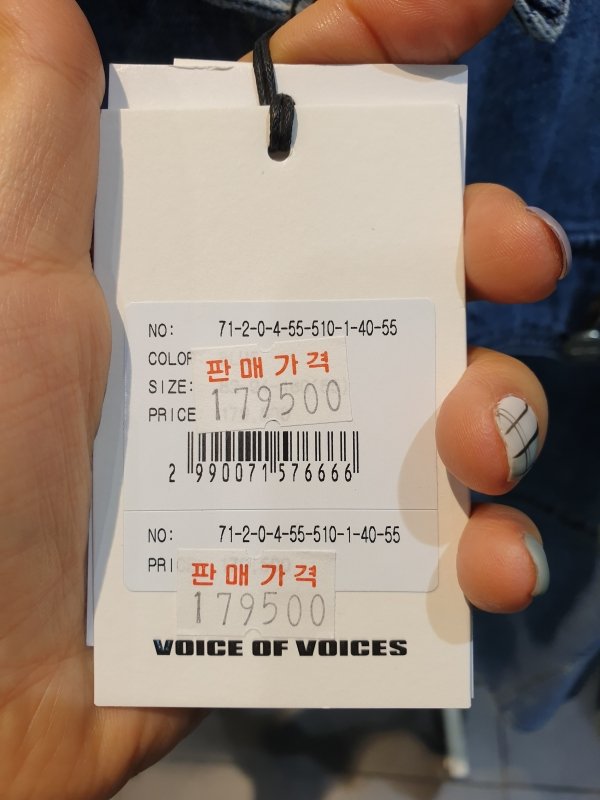 NO: 71-2-0-4-55-510-1-40-55
COLOR
판매가격
SIZE:
179500
PRICE
2 990071 576666
NO: 71-2-0-4-55-510-1-40-55
PRIC
판매가격
179500
VOICE OF VOICES